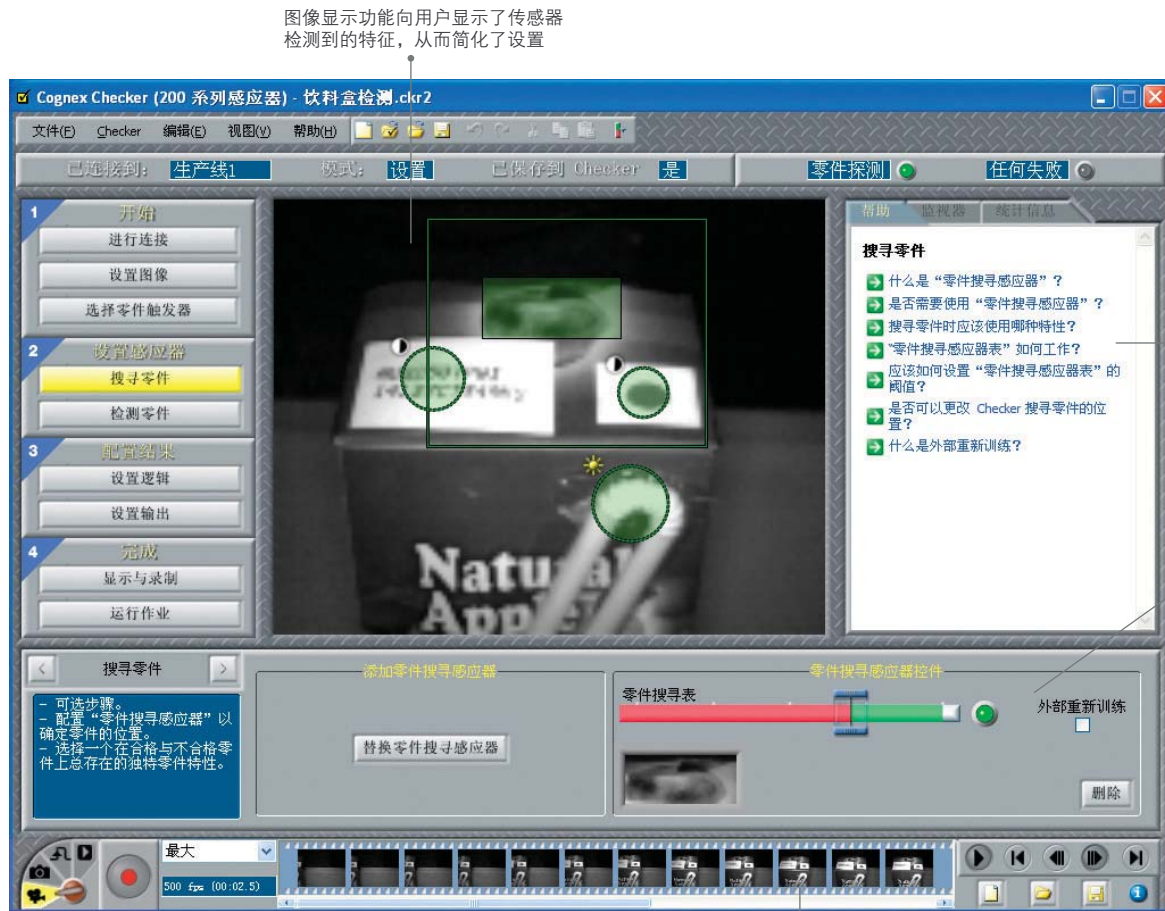 图像显示功能向用户显示了传感器
检测到的特征，从而简化了设置
Cognex Checker (200 系列感应器) - 饮料盒检测.ckr2
文件(F) Checker 编辑(E) 视图(V) 帮助(H)
已连接到: 生产线1 模式: 设置 已保存到 Checker 是 零件探测 任何失败
1 开始
进行连接
设置图像
选择零件触发器
2 设置感应器
搜寻零件
检测零件
3 配置结果
设置逻辑
设置输出
4 完成
显示与录制
运行作业
Natural
Apple
帮助 监视器 统计信息
搜寻零件
什么是“零件搜寻感应器”？
是否需要使用“零件搜寻感应器”？
搜寻零件时应该使用哪种特性？
“零件搜寻感应器表”如何工作？
应该如何设置“零件搜寻感应器表”的
阈值？
是否可以更改 Checker 搜寻零件的位
置？
什么是外部重新训练？
< 搜寻零件 >
- 可选步骤。
- 配置“零件搜寻感应器”以
确定零件的位置。
- 选择一个在合格与不合格零
件上总存在的独特零件特性。
添加零件搜寻感应器
替换零件搜寻感应器
零件搜寻感应器控件
零件搜寻表
外部重新训练
删除
最大
500 fps (00:02.5)